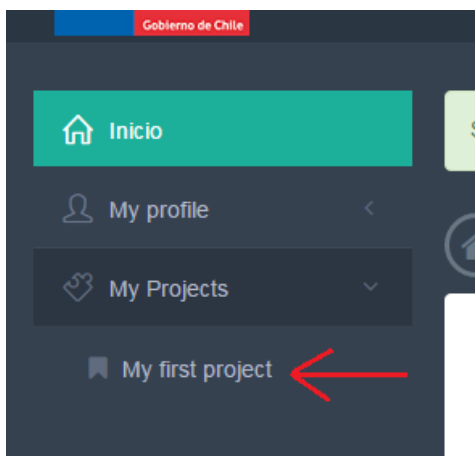 Gobierno de Chile
Inicio
My profile
My Projects
My first project